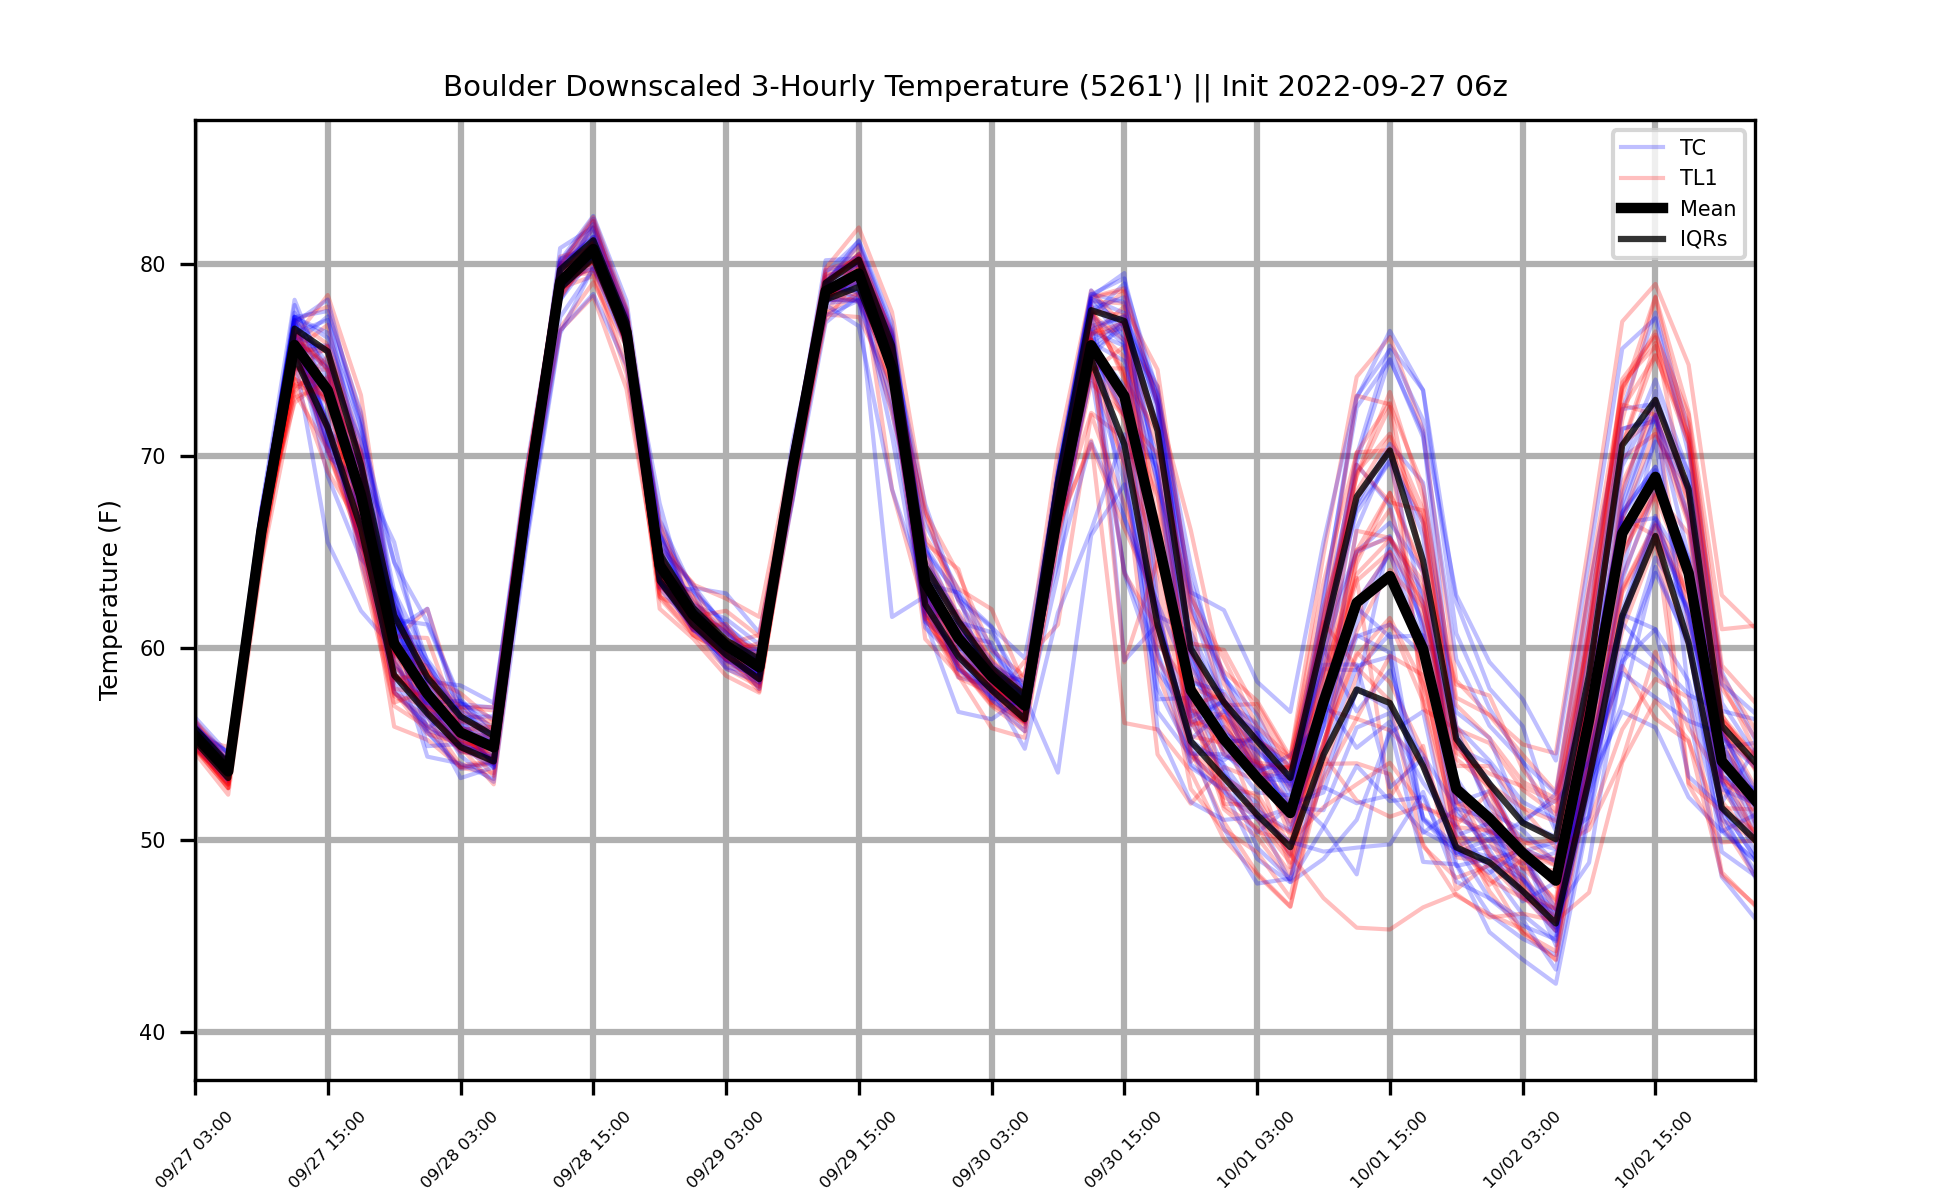 Boulder Downscaled 3-Hourly Temperature (5261') || Init 2022-09-27 06z
TC
TL1
Mean
IQRs
Temperature (F)
80
70
60
50
40
09/27 03:00
09/27 15:00
09/28 03:00
09/28 15:00
09/29 03:00
09/29 15:00
09/30 03:00
09/30 15:00
10/01 03:00
10/01 15:00
10/02 03:00
10/02 15:00